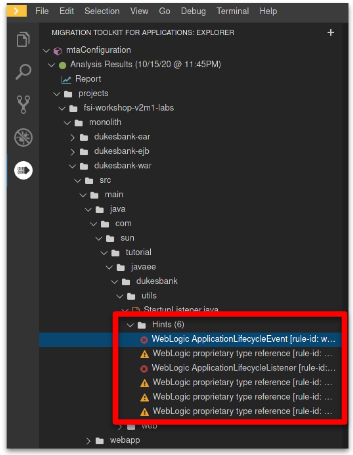 File Edit Selection View Go Debug Terminal Help
MIGRATION TOOLKIT FOR APPLICATIONS: EXPLORER
mtaConfiguration
Analysis Results (10/15/20 @ 11:45PM)
Report
projects
fsi-workshop-v2m1-labs
monolith
dukesbank-ear
dukesbank-ejb
dukesbank-war
src
main
java
com
sun
tutorial
javaee
dukesbank
utils
StartupListener.java
Hints (6)
WebLogic ApplicationLifecycleEvent [rule-id: w...
WebLogic proprietary type reference [rule-id: ...
WebLogic ApplicationLifecycleListener [rule-id:...
WebLogic proprietary type reference [rule-id: ...
WebLogic proprietary type reference [rule-id: ...
WebLogic proprietary type reference [rule-id: ...
web
webapp